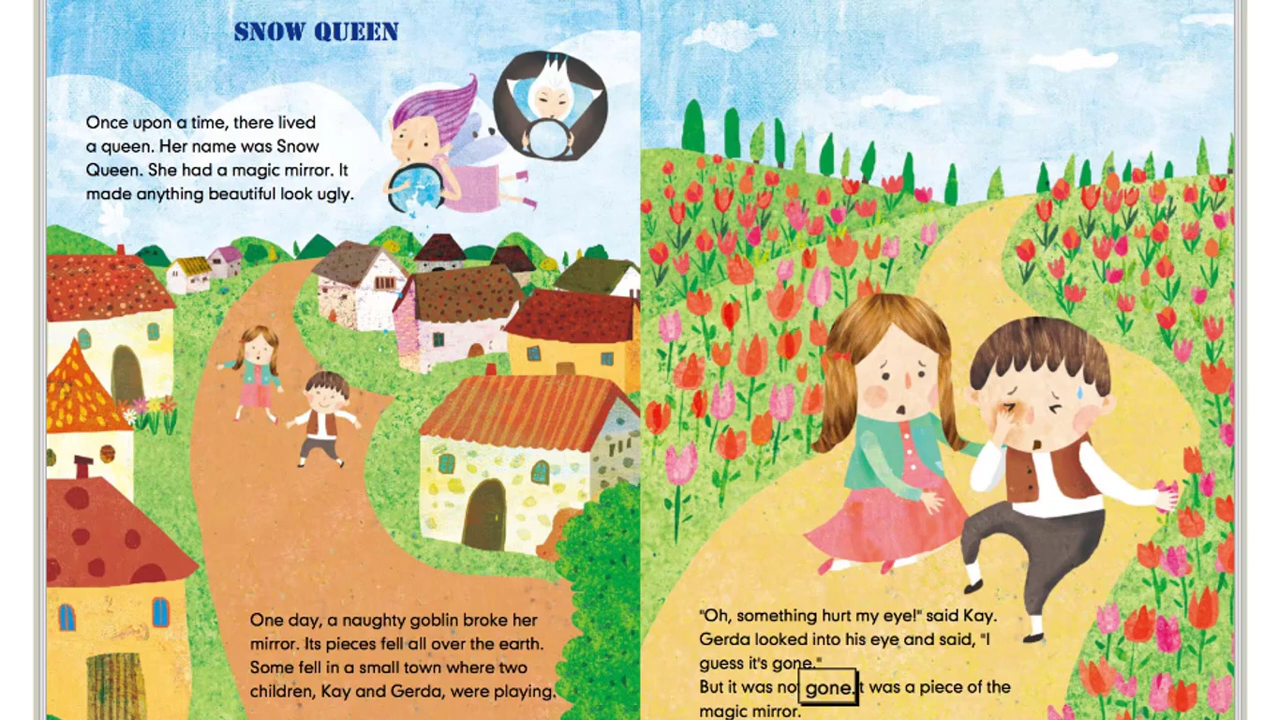 SNOW QUEEN
Once upon a time, there lived
a queen. Her name was Snow
Queen. She had a magic mirror. It
made anything beautiful look ugly.
One day, a naughty goblin broke her
mirror. Its pieces fell all over the earth.
Some fell in a small town where two
children, Kay and Gerda, were playing.
"Oh, something hurt my eye!" said Kay.
Gerda looked into his eye and said, "I
guess it's gone."
But it was not gone. t was a piece of the
magic mirror.